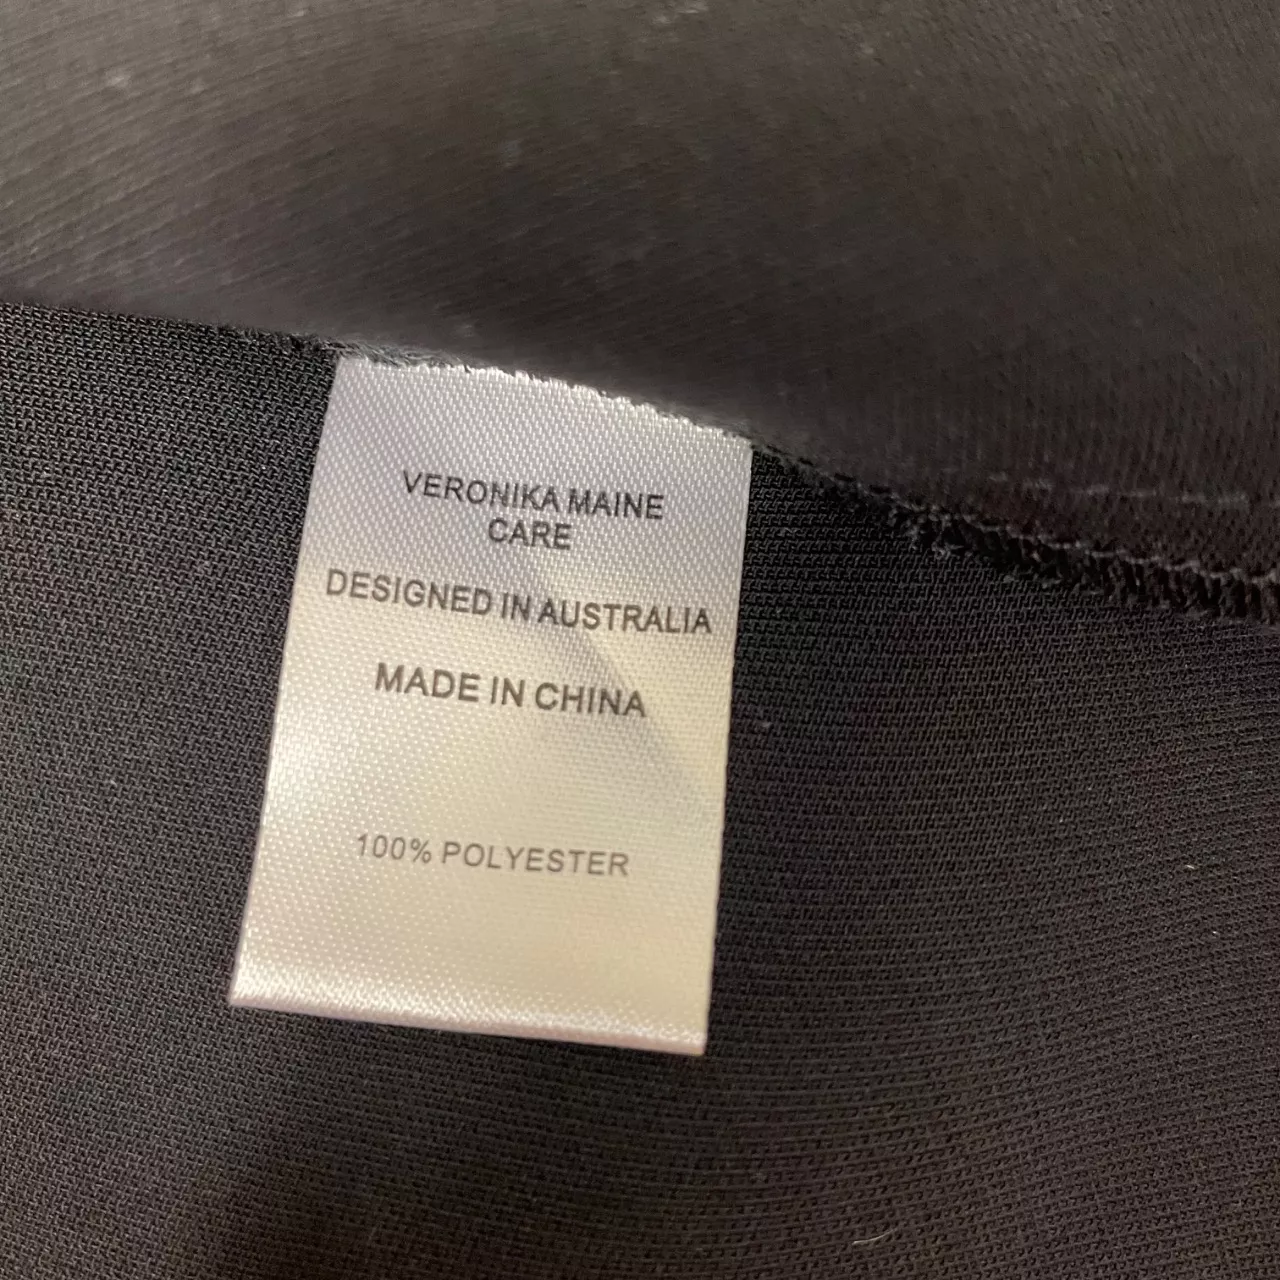 VERONIKA MAINE
CARE
DESIGNED IN AUSTRALIA
MADE IN CHINA
100% POLYESTER